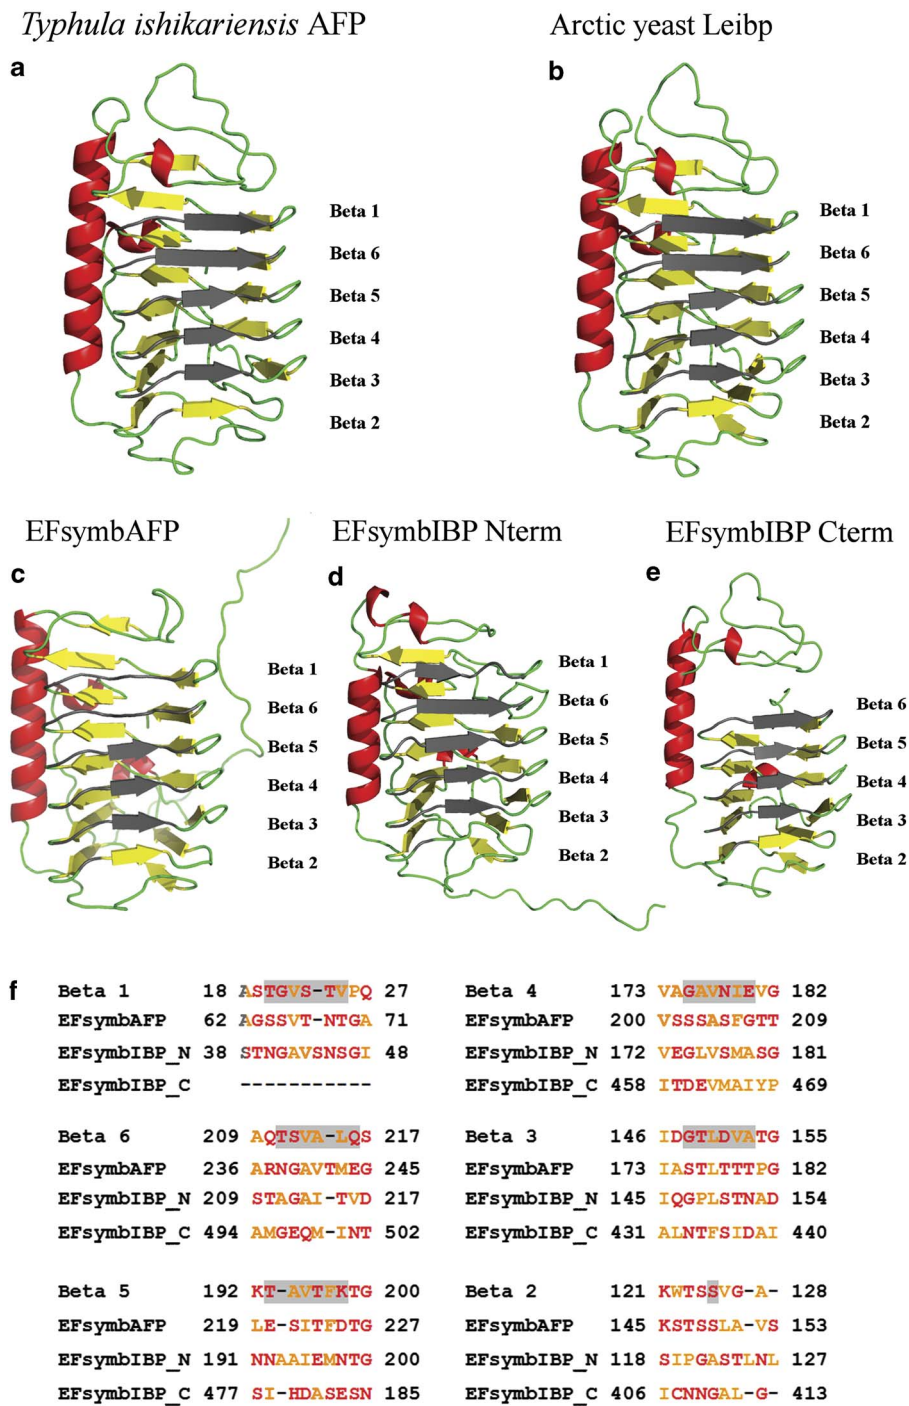 Typhula ishikariensis AFP
Arctic yeast Leibp
a
b
Beta 1
Beta 6
Beta 5
Beta 4
Beta 3
Beta 2
Beta 1
Beta 6
Beta 5
Beta 4
Beta 3
Beta 2
EFsymbAFP
EFsymbIBP Nterm
EFsymbIBP Cterm
c
d
e
Beta 1
Beta 6
Beta 5
Beta 4
Beta 3
Beta 2
Beta 1
Beta 6
Beta 5
Beta 4
Beta 3
Beta 2
Beta 6
Beta 5
Beta 4
Beta 3
Beta 2
f
Beta 1 18 ASTGVS-TVPQ 27
EFsymbAFP 62 AGSSVT-NTGA 71
EFsymbIBP_N 38 STNGAVSNSGI 48
EFsymbIBP_C -----------
Beta 4 173 VAGAVNIEVG 182
EFsymbAFP 200 VSSSASFGTT 209
EFsymbIBP_N 172 VEGLVSMASG 181
EFsymbIBP_C 458 ITDEVMAIYP 469
Beta 6 209 AQTSVA-LQS 217
EFsymbAFP 236 ARNGAVTMEG 245
EFsymbIBP_N 209 STAGAI-TVD 217
EFsymbIBP_C 494 AMGEQM-INT 502
Beta 3 146 IDGTLDVATG 155
EFsymbAFP 173 IASTLTTTPG 182
EFsymbIBP_N 145 IQGPLSTNAD 154
EFsymbIBP_C 431 ALNTFSIDAI 440
Beta 5 192 KT-AVTFKTG 200
EFsymbAFP 219 LE-SITFDTG 227
EFsymbIBP_N 191 NNAAIEMNTG 200
EFsymbIBP_C 477 SI-HDASESN 185
Beta 2 121 KWTSSVG-A- 128
EFsymbAFP 145 KSTSSLA-VS 153
EFsymbIBP_N 118 SIPGASTLNL 127
EFsymbIBP_C 406 ICNNGAL-G- 413